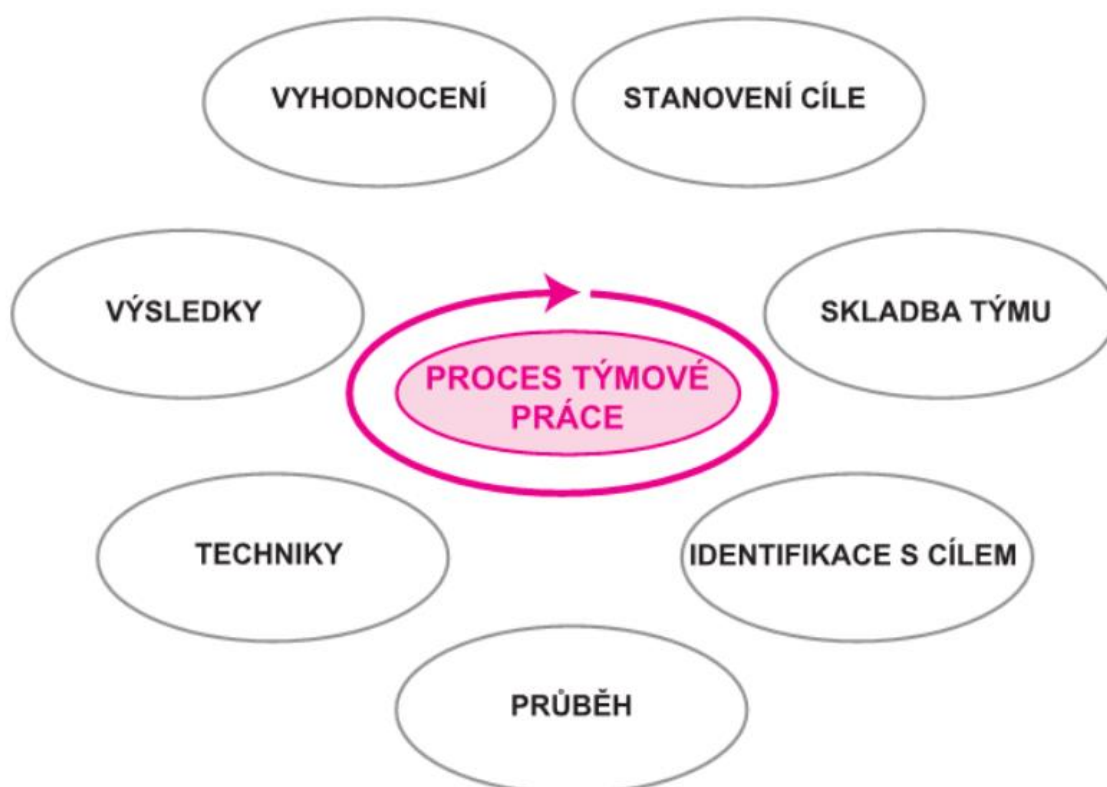 VYHODNOCENÍ
STANOVENÍ CÍLE
VÝSLEDKY
SKLADBA TÝMU
PROCES TÝMOVÉ
PRÁCE
TECHNIKY
IDENTIFIKACE S CÍLEM
PRŮBĚH